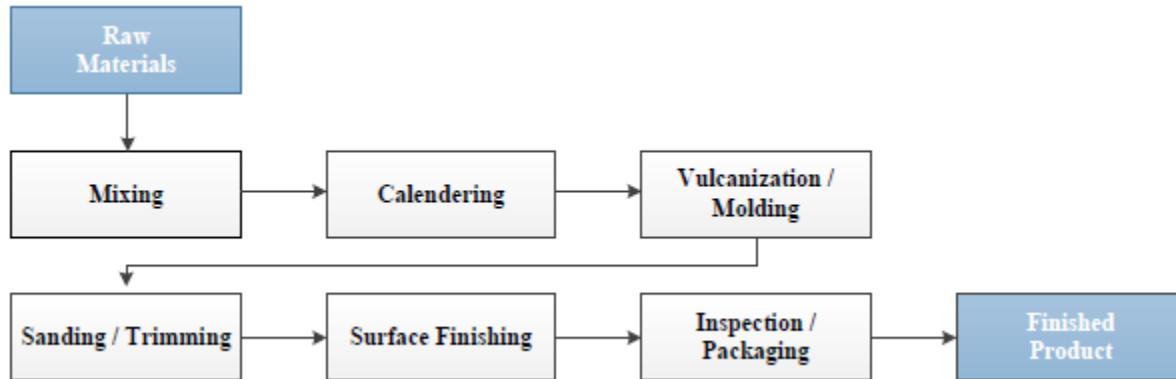 Raw
Materials
Mixing
Calendering
Vulcanization /
Molding
Sanding / Trimming
Surface Finishing
Inspection /
Packaging
Finished
Product